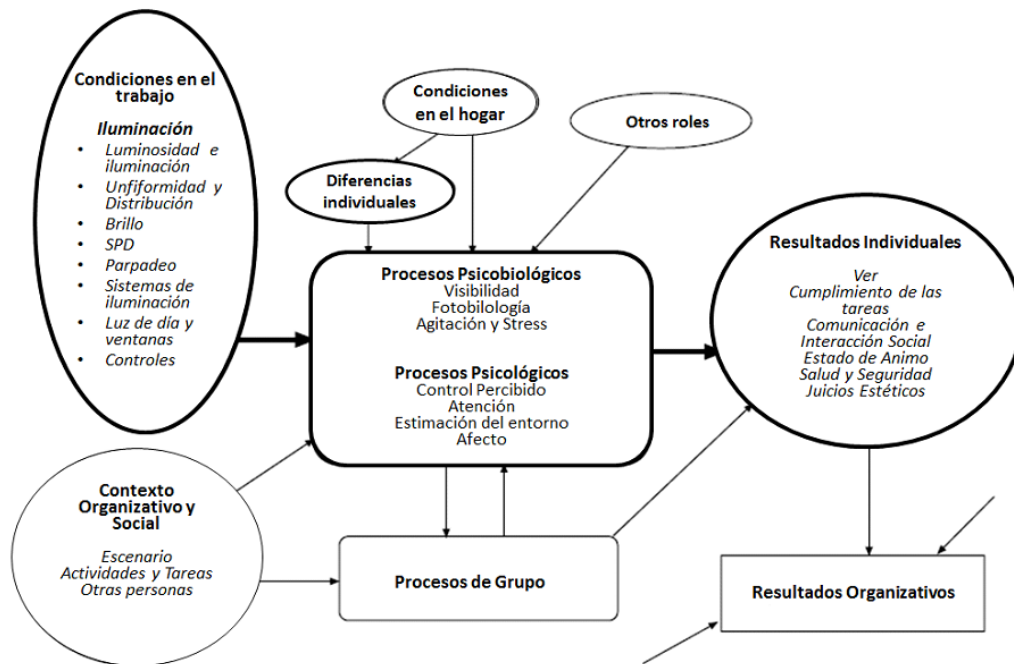 Condiciones en el
trabajo
Iluminación
• Luminosidad e
iluminación
• Unfiformidad y
Distribución
• Brillo
• SPD
• Parpadeo
• Sistemas de
iluminación
• Luz de día y
ventanas
• Controles
Condiciones
en el hogar
Otros roles
Diferencias
individuales
Procesos Psicobiológicos
Visibilidad
Fotobilología
Agitación y Stress
Procesos Psicológicos
Control Percibido
Atención
Estimación del entorno
Afecto
Resultados Individuales
Ver
Cumplimiento de las
tareas
Comunicación e
Interacción Social
Estado de Animo
Salud y Seguridad
Juicios Estéticos
Contexto
Organizativo y
Social
Escenario
Actividades y Tareas
Otras personas
Procesos de Grupo
Resultados Organizativos